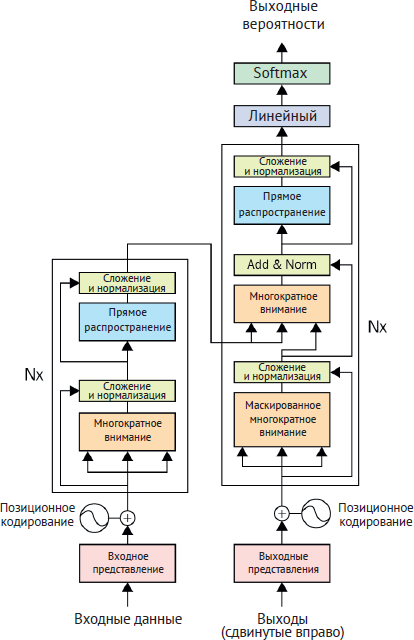 Выходные
вероятности
Softmax
Линейный
Сложение
и нормализация
Прямое
распространение
Add & Norm
Многократное
внимание
Nx
Сложение
и нормализация
Маскированное
многократное
внимание
Позиционное
кодирование
Выходные
представления
Выходы
(сдвинутые вправо)
Сложение
и нормализация
Прямое
распространение
Nx
Сложение
и нормализация
Многократное
внимание
Позиционное
кодирование
Входное
представление
Входные данные